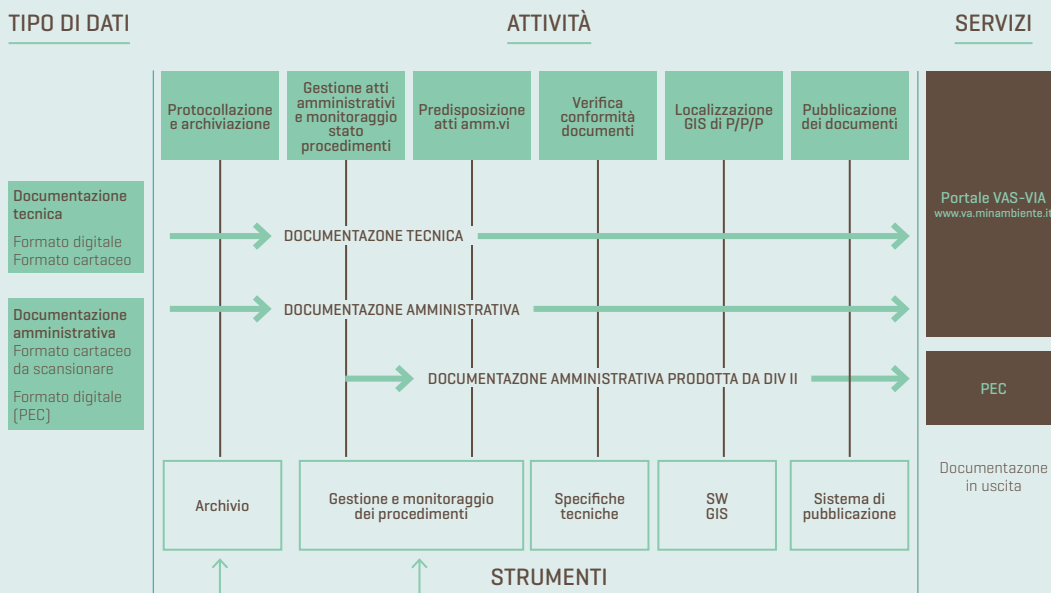 TIPO DI DATI
ATTIVITÀ
SERVIZI
Protocollazione
e archiviazione
Gestione atti
amministrativi
e monitoraggio
stato
procedimenti
Predisposizione
atti amm.vi
Verifica
conformità
documenti
Localizzazione
GIS di P/P/P
Pubblicazione
dei documenti
Documentazione
tecnica
Formato digitale
Formato cartaceo
Portale VAS-VIA
www.va.minambiente.it
DOCUMENTAZONE TECNICA
Documentazione
amministrativa
Formato cartaceo
da scansionare
Formato digitale
(PEC)
DOCUMENTAZONE AMMINISTRATIVA
DOCUMENTAZONE AMMINISTRATIVA PRODOTTA DA DIV II
PEC
Documentazone
in uscita
Archivio
Gestione e monitoraggio
dei procedimenti
Specifiche
tecniche
SW
GIS
Sistema di
pubblicazione
STRUMENTI